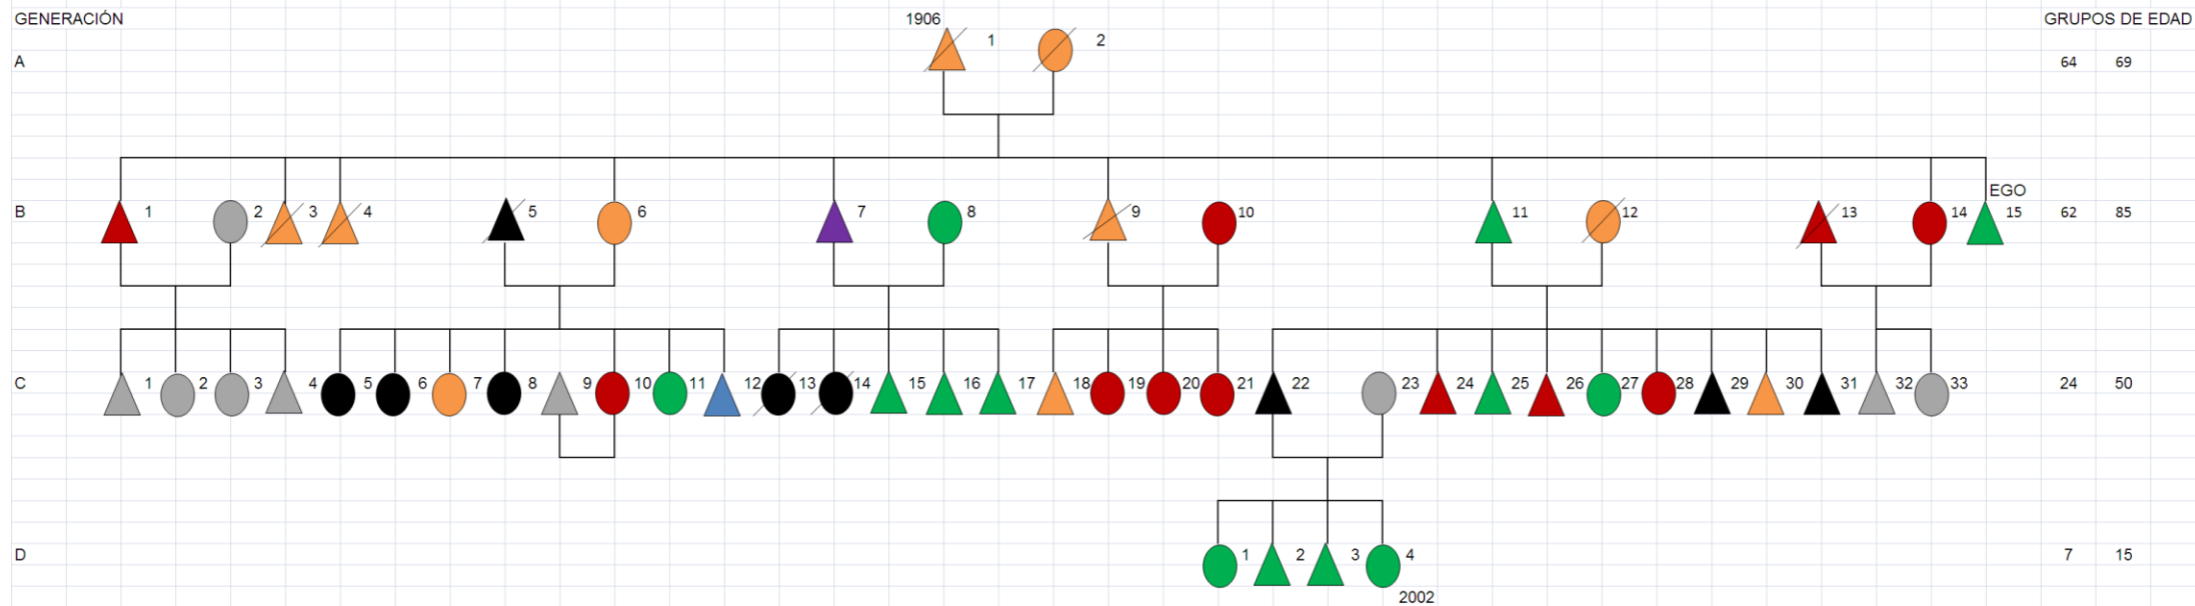 GENERACIÓN 1906 GRUPOS DE EDAD
1 2
A 64 69
EGO
B 1 2 3 4 5 6 7 8 9 10 11 12 13 14 15 62 85
C 1 2 3 4 5 6 7 8 9 10 11 12 13 14 15 16 17 18 19 20 21 22 23 24 25 26 27 28 29 30 31 32 33 24 50
D 1 2 3 4 7 15
2002